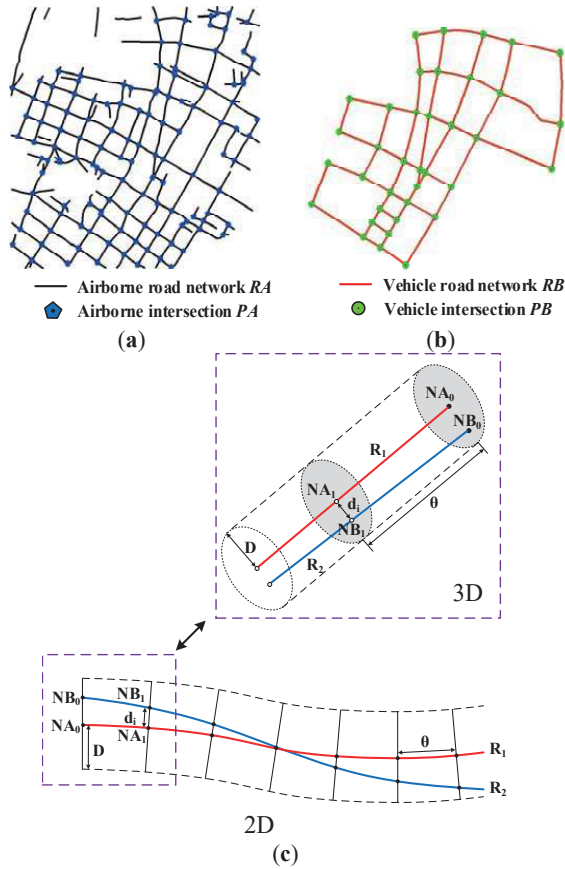 Airborne road network RA
Airborne intersection PA
(a)
Vehicle road network RB
Vehicle intersection PB
(b)
NA₀
NB₀
R₁
NA₁
dᵢ
NB₁
θ
D
R₂
3D
NB₀
NB₁
dᵢ
NA₀
NA₁
D
θ
R₁
R₂
2D
(c)